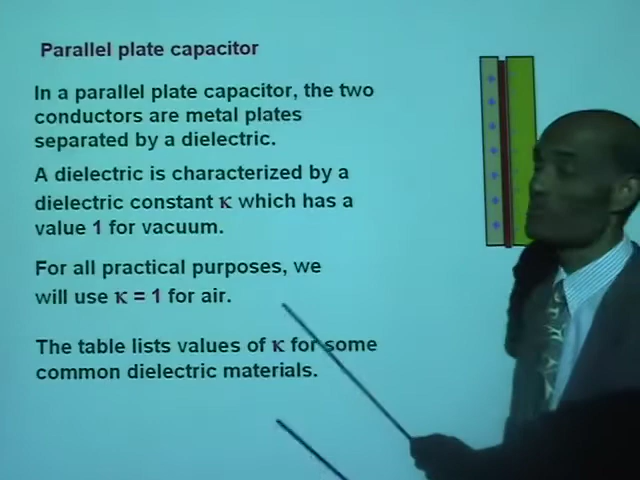 Parallel plate capacitor
In a parallel plate capacitor, the two
conductors are metal plates
separated by a dielectric.
A dielectric is characterized by a
dielectric constant κ which has a
value 1 for vacuum.
For all practical purposes, we
will use κ = 1 for air.
The table lists values of κ for some
common dielectric materials.